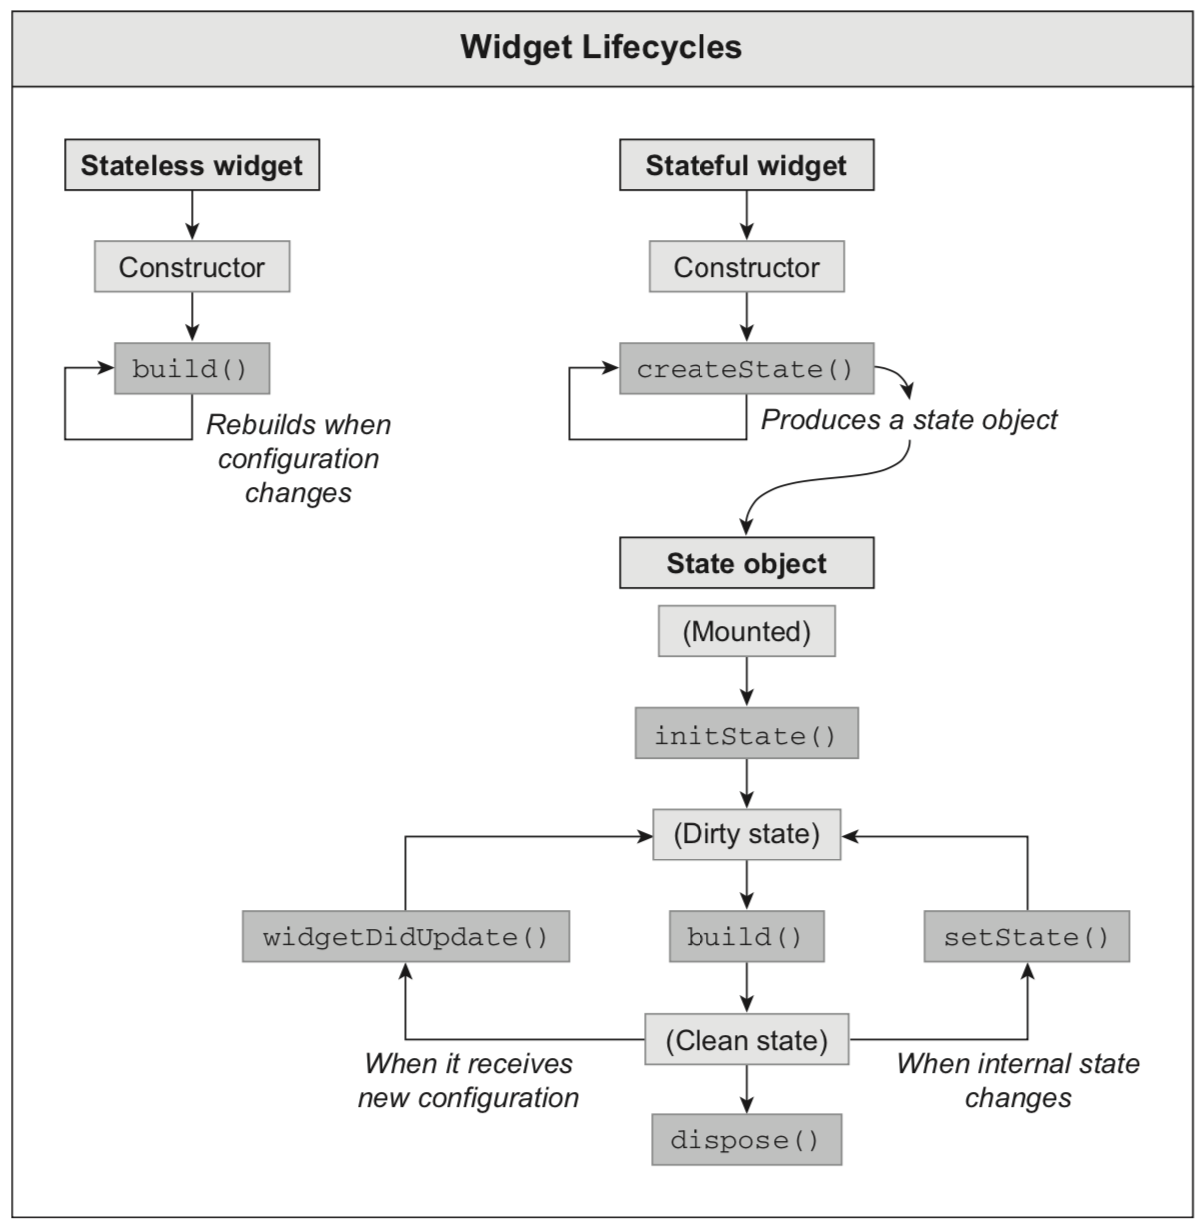 Widget Lifecycles
Stateless widget
Constructor
build()
Rebuilds when
configuration
changes
Stateful widget
Constructor
createState()
Produces a state object
State object
(Mounted)
initState()
(Dirty state)
widgetDidUpdate()
build()
setState()
(Clean state)
When it receives
new configuration
When internal state
changes
dispose()